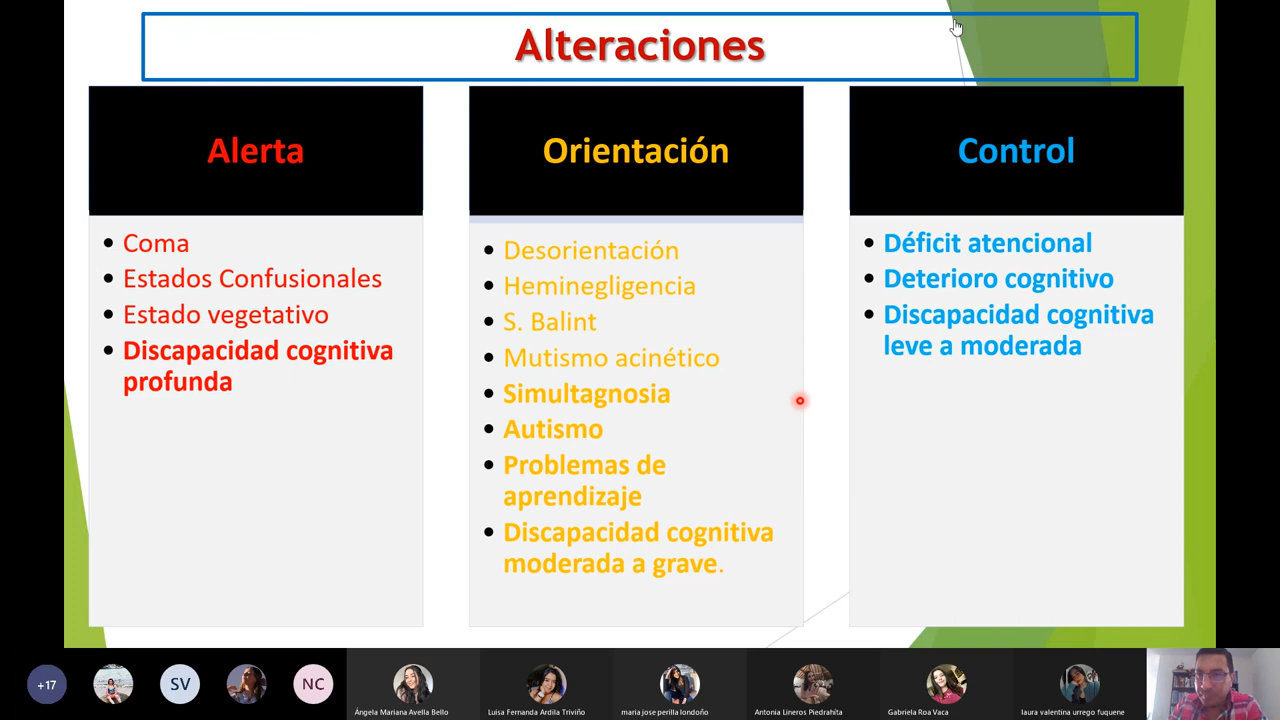 Alteraciones
Alerta
• Coma
• Estados Confusionales
• Estado vegetativo
• Discapacidad cognitiva
profunda
Orientación
• Desorientación
• Heminegligencia
• S. Balint
• Mutismo acinético
• Simultagnosia
• Autismo
• Problemas de
aprendizaje
• Discapacidad cognitiva
moderada a grave.
Control
• Déficit atencional
• Deterioro cognitivo
• Discapacidad cognitiva
leve a moderada
+17
SV
NC
Ángela Mariana Avella Bello
Luisa Fernanda Ardila Triviño
maria jose perilla londoño
Antonia Lineros Piedrahíta
Gabriela Roa Vaca
laura valentina urrego fuquene